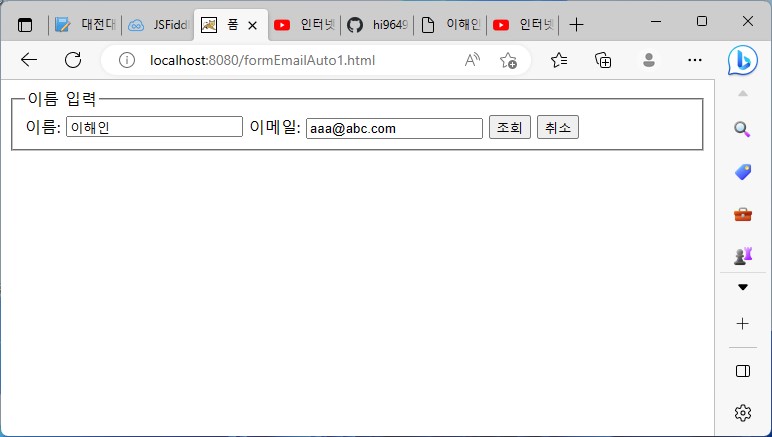 대전대 JSFiddl 폼 인터넷 hi9649 이해인 인터넷
localhost:8080/formEmailAuto1.html
이름 입력
이름: 이해인 이메일: aaa@abc.com 조회 취소